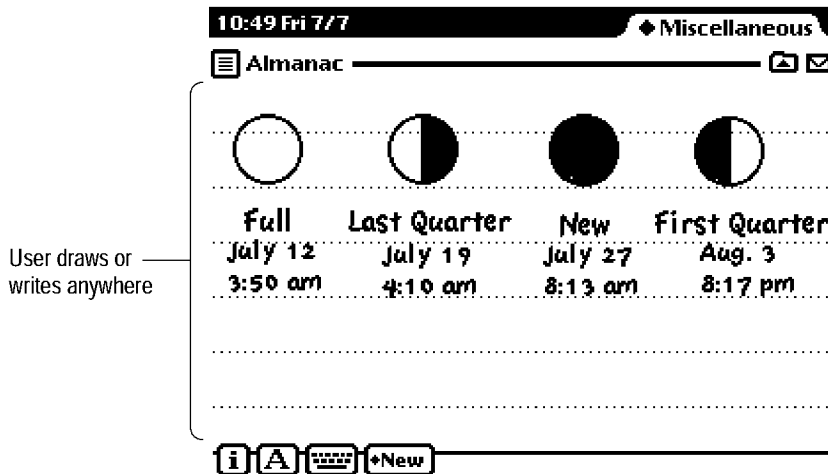 10:49 Fri 7/7
◆ Miscellaneous
Almanac
Full Last Quarter New First Quarter
July 12 July 19 July 27 Aug. 3
3:50 am 4:10 am 8:13 am 8:17 pm
User draws or
writes anywhere
i A ◆New